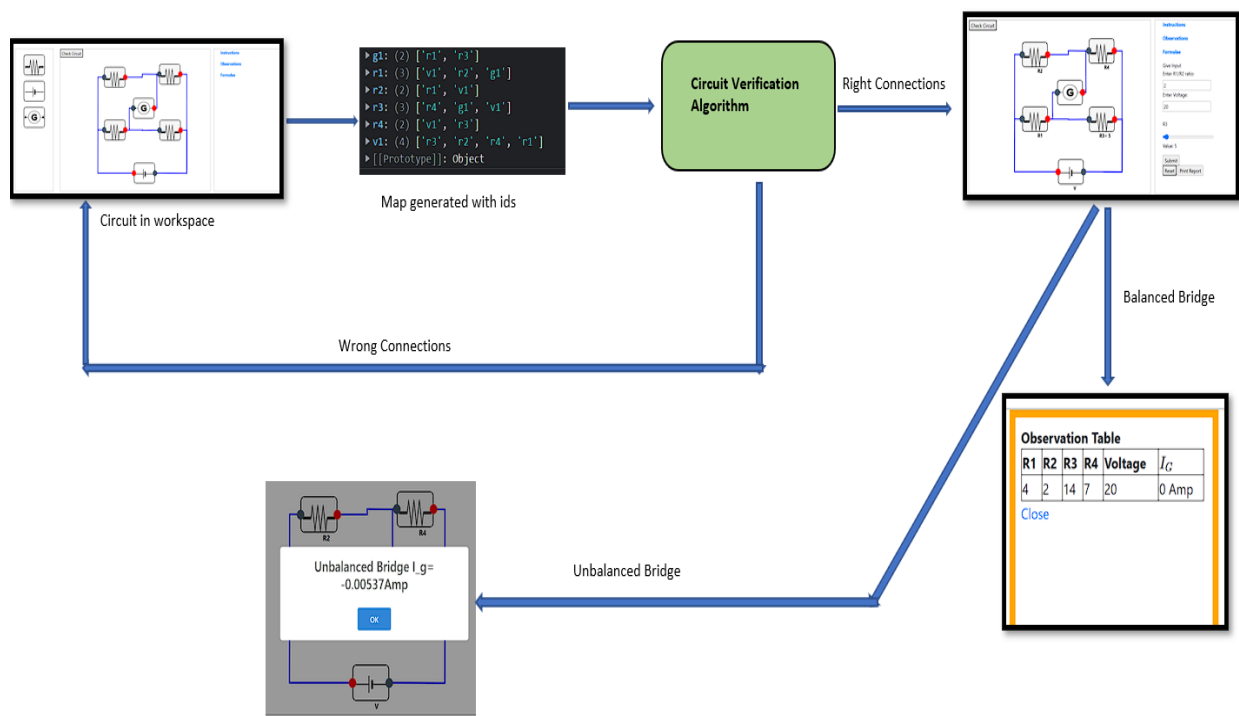 Check Circuit
Instructions
Observations
Formulas
G
G
Circuit in workspace
▶ g1: (2) ['r1', 'r3']
▶ r1: (3) ['v1', 'r2', 'g1']
▶ r2: (2) ['r1', 'v1']
▶ r3: (3) ['r4', 'g1', 'v1']
▶ r4: (2) ['v1', 'r3']
▶ v1: (4) ['r3', 'r2', 'r4', 'r1']
▶ [[Prototype]]: Object
Map generated with ids
Circuit Verification
Algorithm
Right Connections
Check Circuit
R2
R4
G
R1
R3= 5
V
Instructions
Observations
Formulas
Give Input
Enter R1/R2 ratio:
2
Enter Voltage:
20
R3
Value: 5
Submit
Reset Print Report
Wrong Connections
Balanced Bridge
Observation Table
R1 R2 R3 R4 Voltage I_G
4 2 14 7 20 0 Amp
Close
Unbalanced Bridge
R2
R4
Unbalanced Bridge I_g=
-0.00537Amp
OK
V